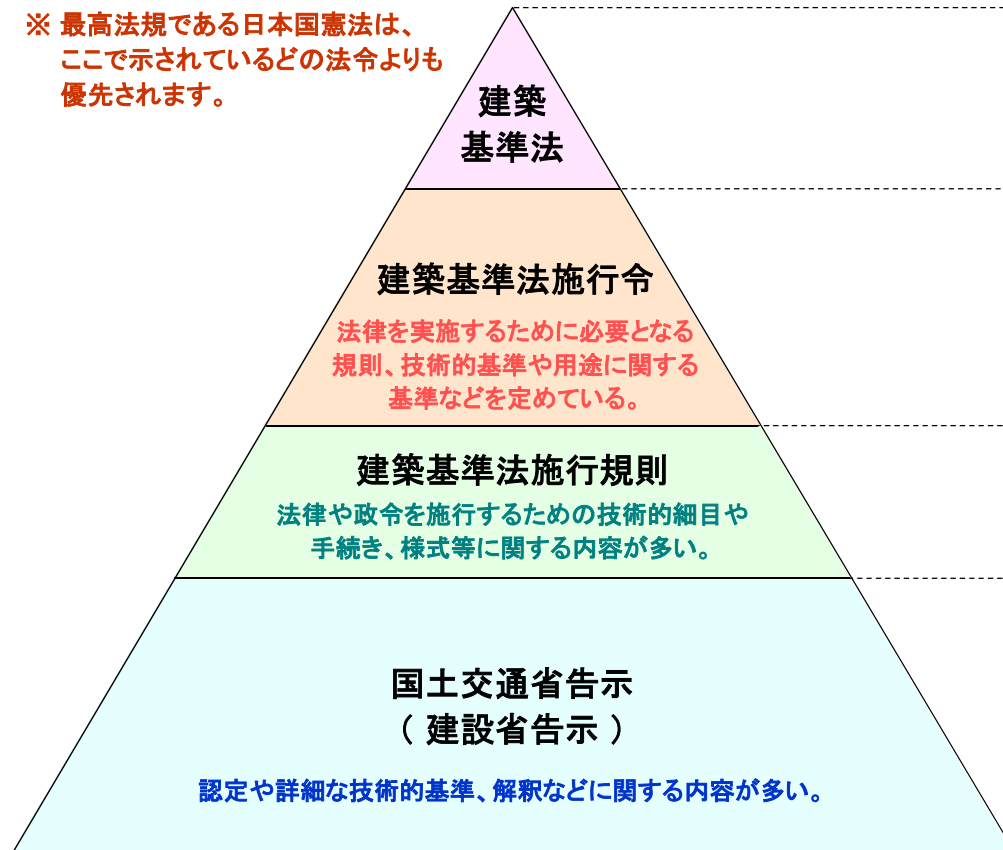 ※ 最高法規である日本国憲法は、
ここで示されているどの法令よりも
優先されます。
建築
基準法
建築基準法施行令
法律を実施するために必要となる
規則、技術的基準や用途に関する
基準などを定めている。
建築基準法施行規則
法律や政令を施行するための技術的細目や
手続き、様式等に関する内容が多い。
国土交通省告示
（ 建設省告示 ）
認定や詳細な技術的基準、解釈などに関する内容が多い。